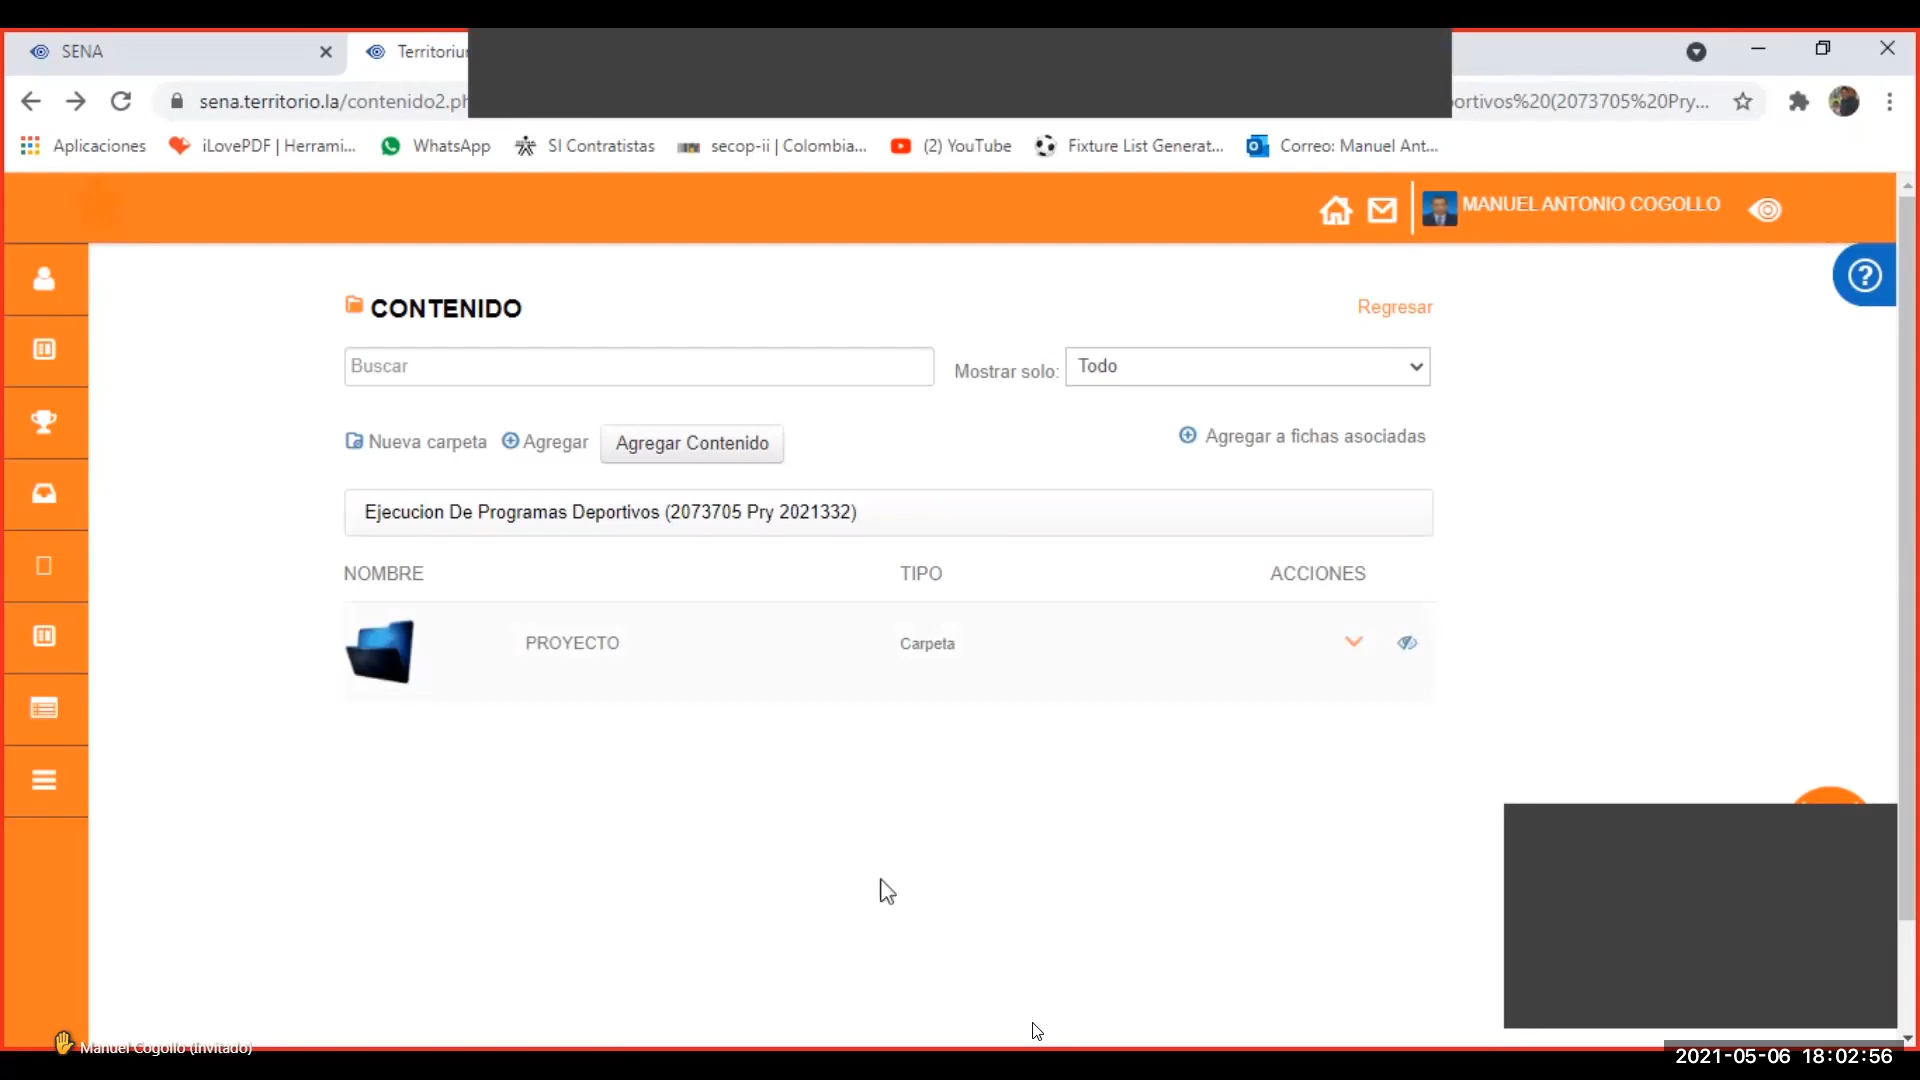 SENA
Territoriu
sena.territorio.la/contenido2.ph
ortivos%20(2073705%20Pry...
Aplicaciones
iLovePDF | Herrami...
WhatsApp
SI Contratistas
secop-ii | Colombia...
(2) YouTube
Fixture List Generat...
Correo: Manuel Ant...
MANUEL ANTONIO COGOLLO
CONTENIDO
Regresar
Buscar
Mostrar solo:
Todo
Nueva carpeta
Agregar
Agregar Contenido
Agregar a fichas asociadas
Ejecucion De Programas Deportivos (2073705 Pry 2021332)
NOMBRE
TIPO
ACCIONES
PROYECTO
Carpeta
Manuel Cogollo (Invitado)
2021-05-06 18:02:56